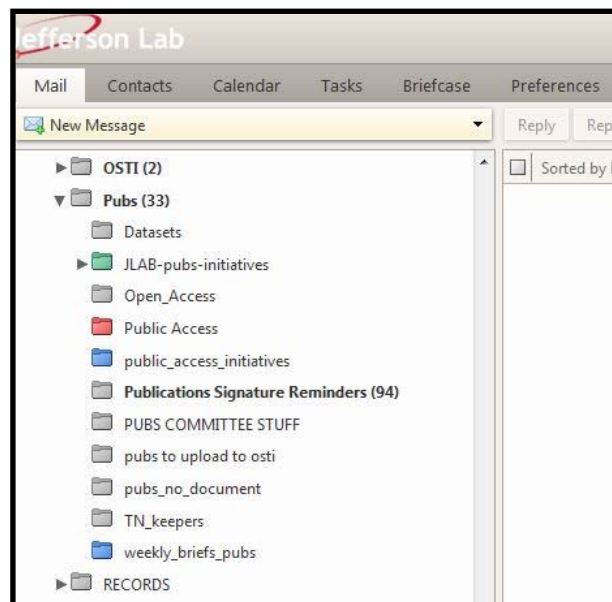 Jefferson Lab
Mail Contacts Calendar Tasks Briefcase Preferences
New Message Reply Rep
Sorted by
OSTI (2)
Pubs (33)
Datasets
JLAB-pubs-initiatives
Open_Access
Public Access
public_access_initiatives
Publications Signature Reminders (94)
PUBS COMMITTEE STUFF
pubs to upload to osti
pubs_no_document
TN_keepers
weekly_briefs_pubs
RECORDS